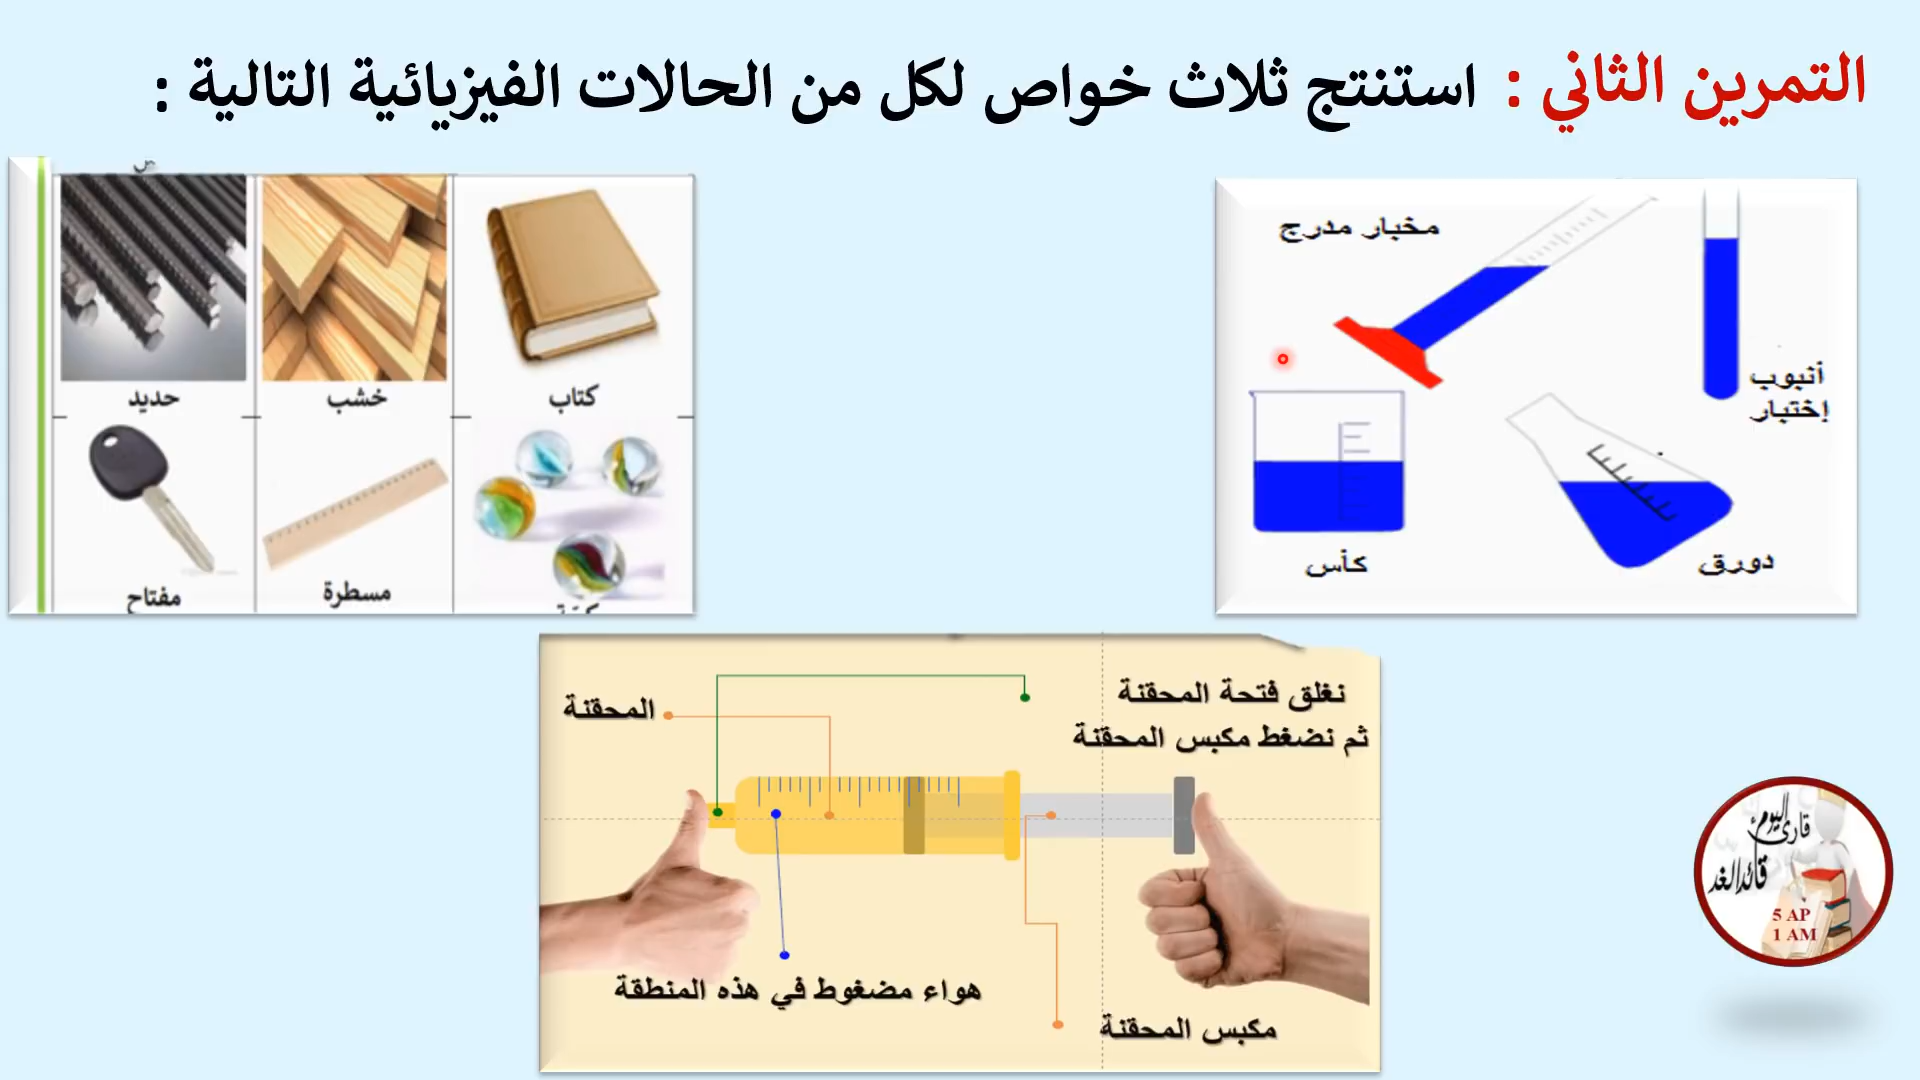 التمرين الثاني : استنتج ثلاث خواص لكل من الحالات الفيزيائية التالية :
مخبار مدرج
أنبوب
إختبار
كأس
دورق
كتاب
خشب
حديد
مسطرة
مفتاح
نغلق فتحة المحقنة
ثم نضغط مكبس المحقنة
المحقنة
هواء مضغوط في هذه المنطقة
مكبس المحقنة
قارئ اليوم
قائد الغد
5 AP
1 AM